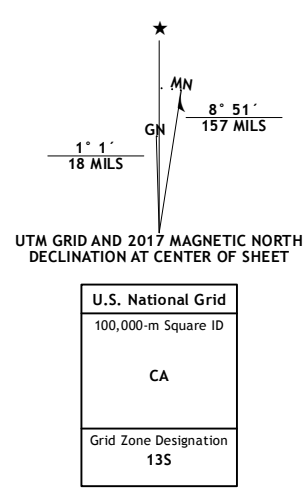 ★
MN
8° 51´
157 MILS
GN
1° 1´
18 MILS
UTM GRID AND 2017 MAGNETIC NORTH
DECLINATION AT CENTER OF SHEET
U.S. National Grid
100,000-m Square ID
CA
Grid Zone Designation
13S